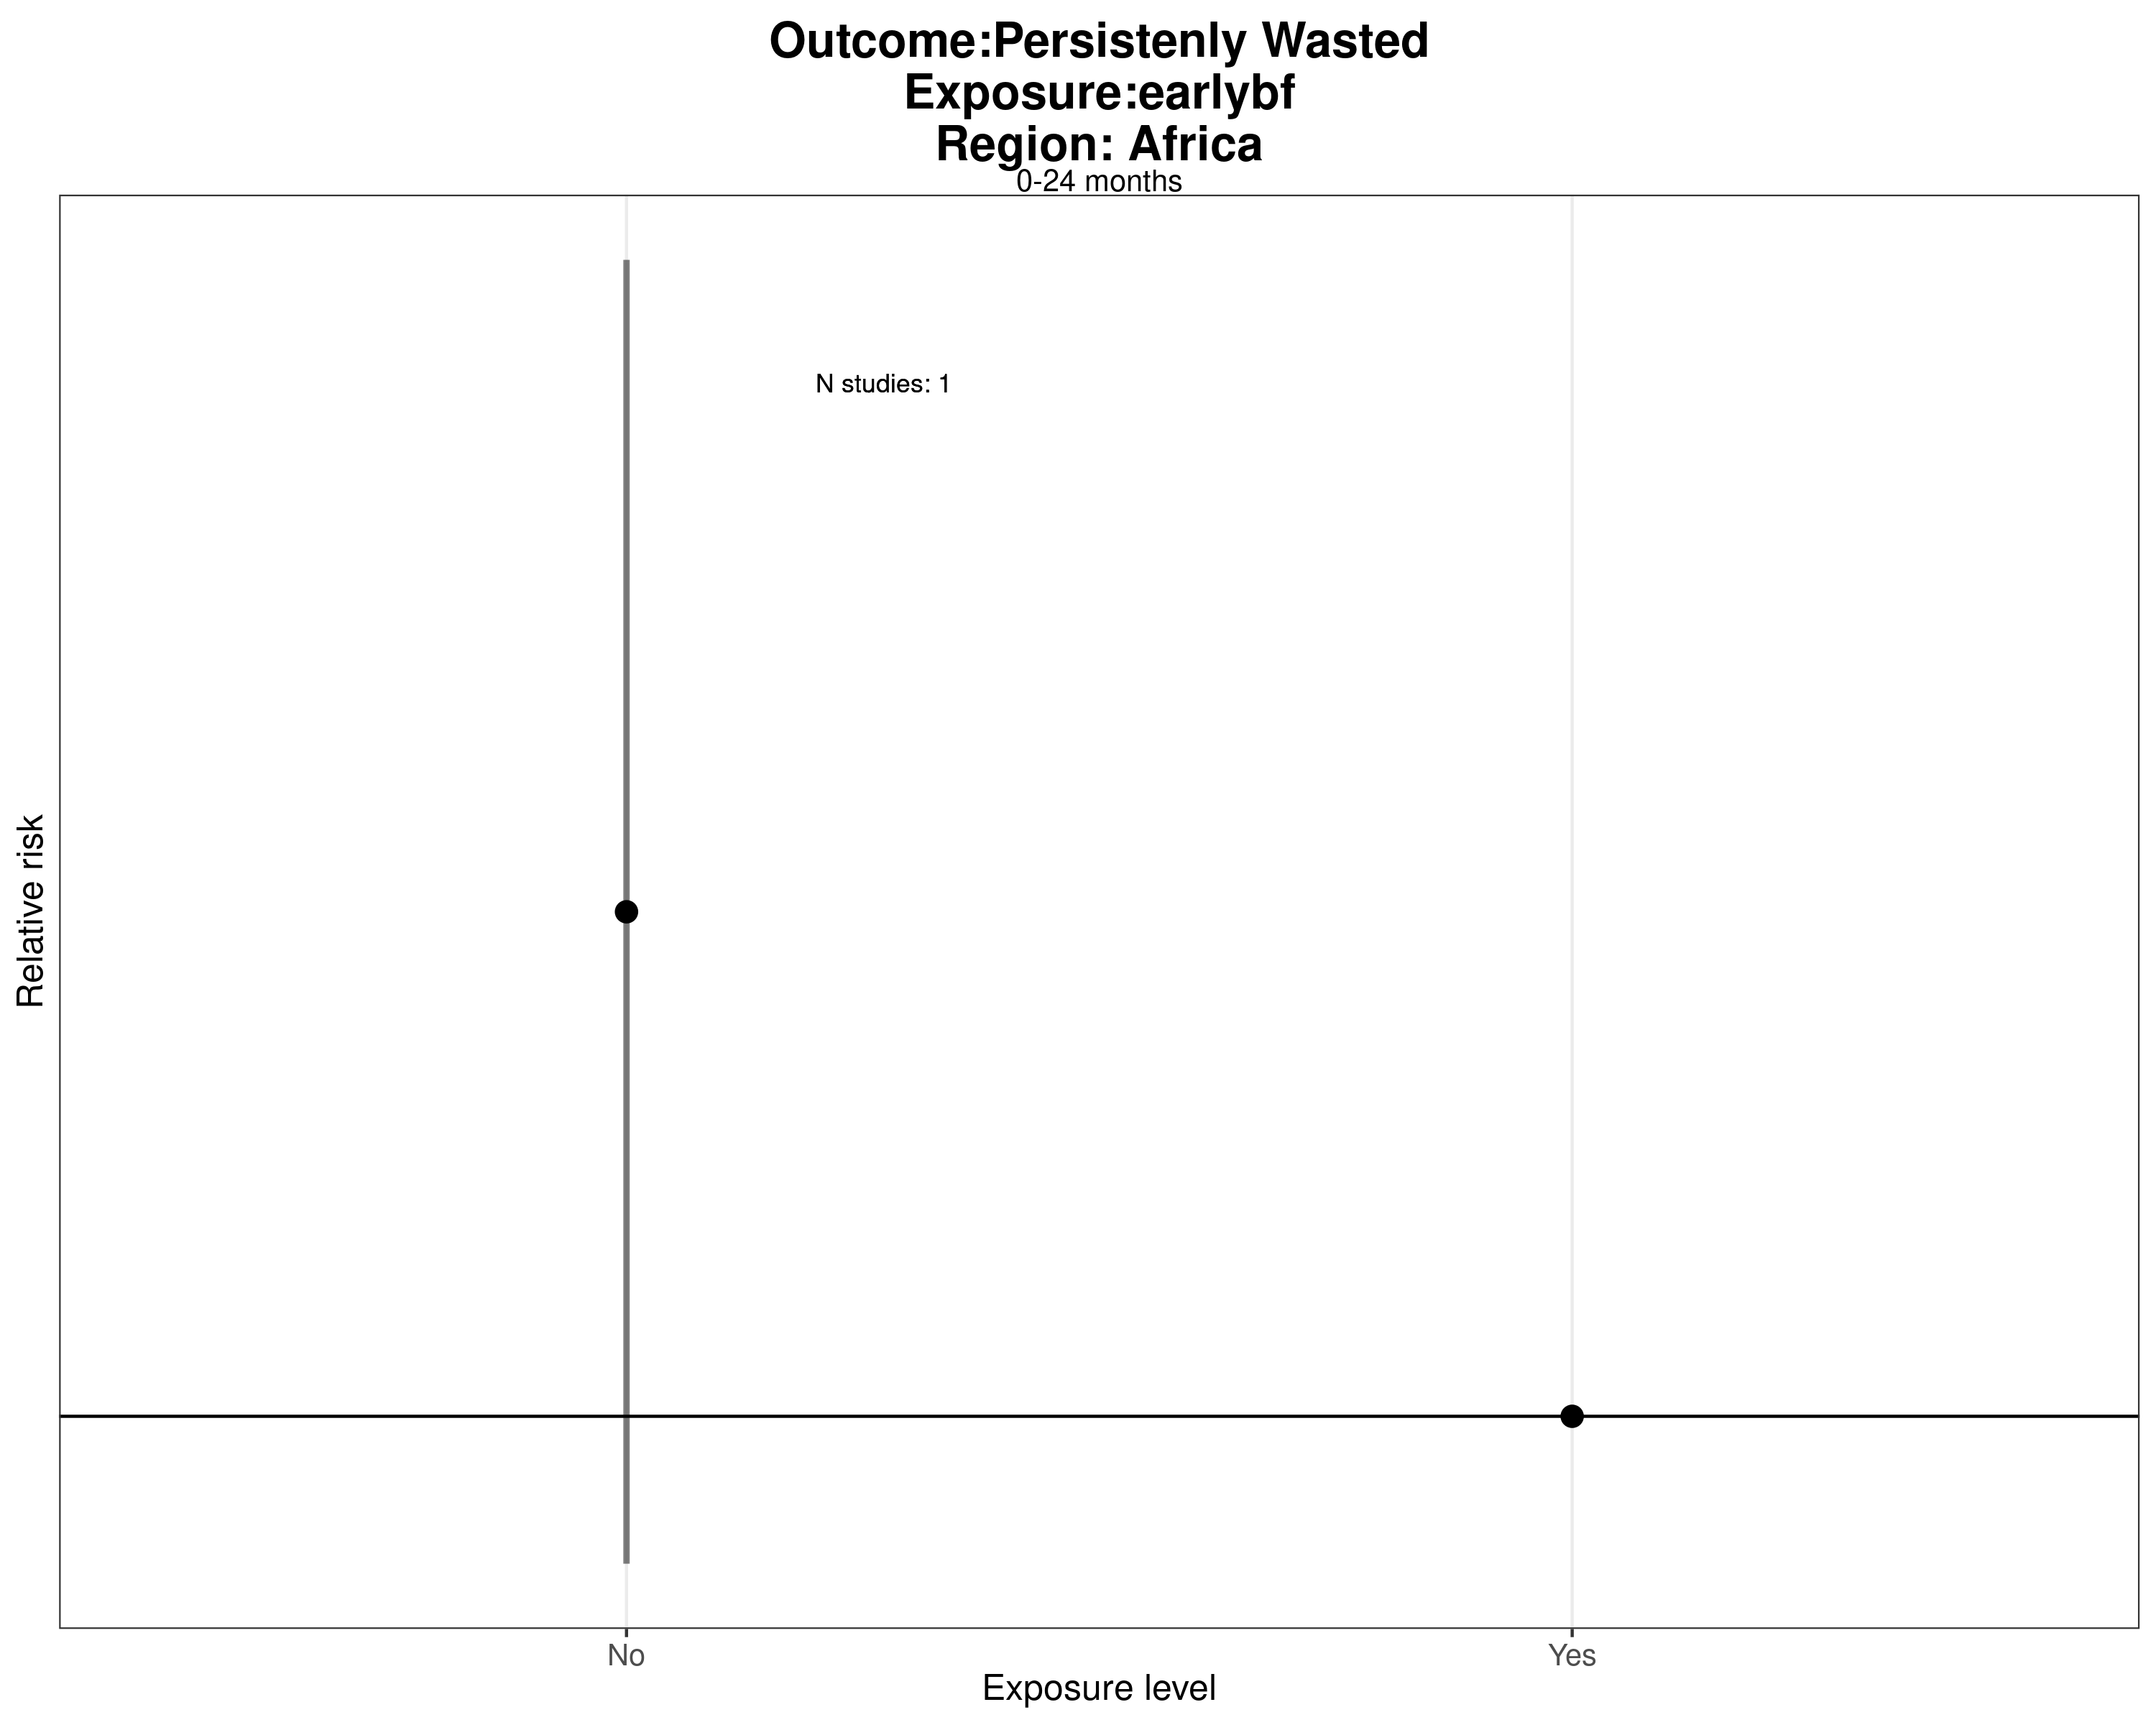 Outcome:Persistenly Wasted
Exposure:earlybf
Region: Africa
0-24 months
N studies: 1
Relative risk
No
Yes
Exposure level